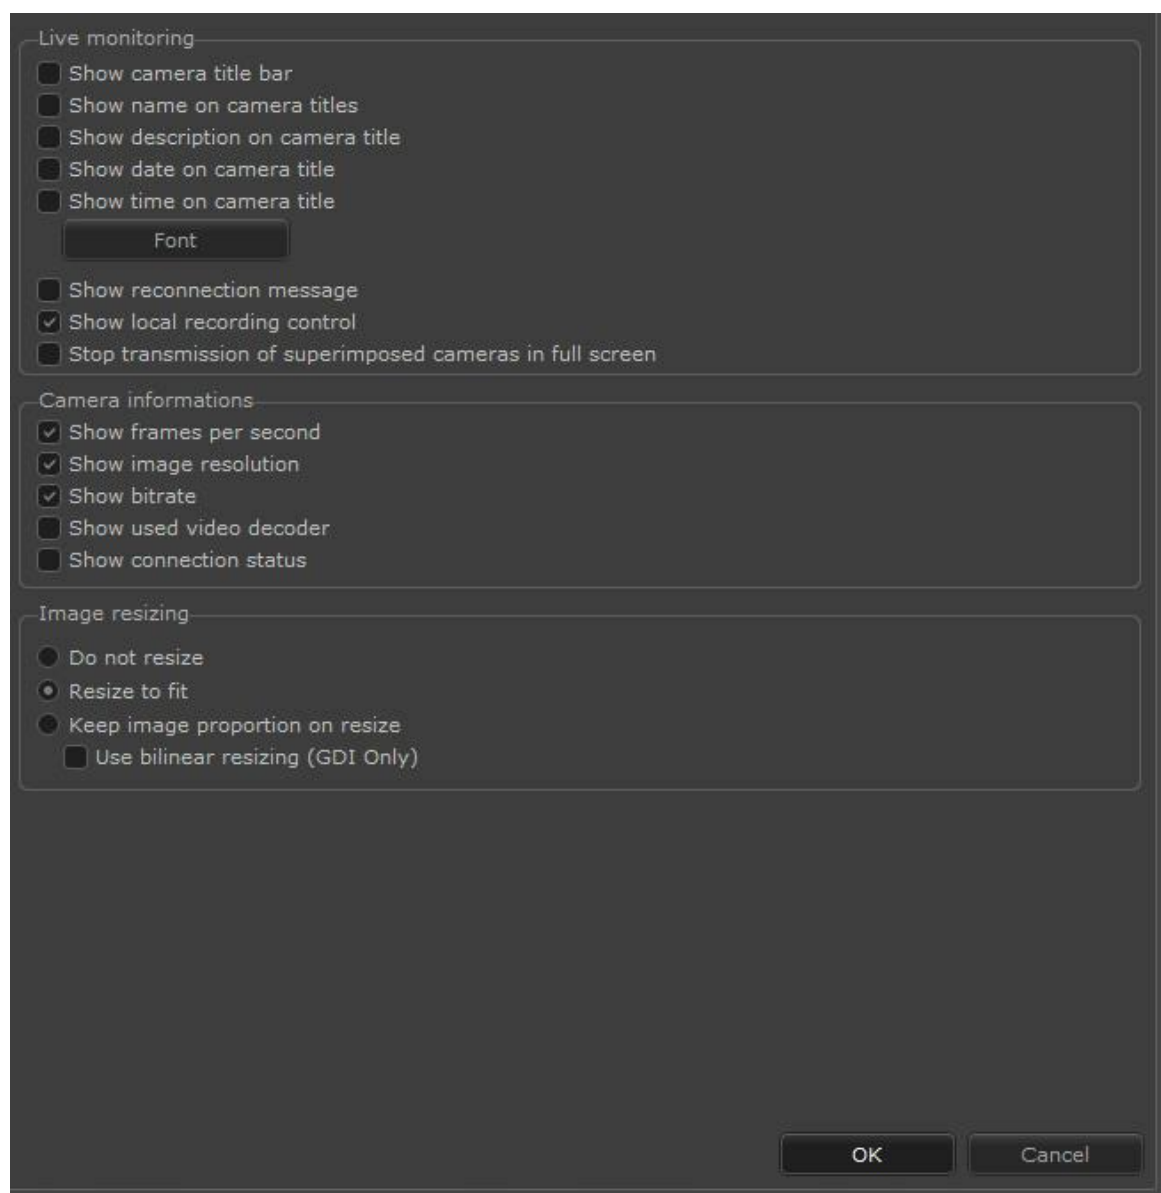 Live monitoring
Show camera title bar
Show name on camera titles
Show description on camera title
Show date on camera title
Show time on camera title
Font
Show reconnection message
Show local recording control
Stop transmission of superimposed cameras in full screen
Camera informations
Show frames per second
Show image resolution
Show bitrate
Show used video decoder
Show connection status
Image resizing
Do not resize
Resize to fit
Keep image proportion on resize
Use bilinear resizing (GDI Only)
OK Cancel